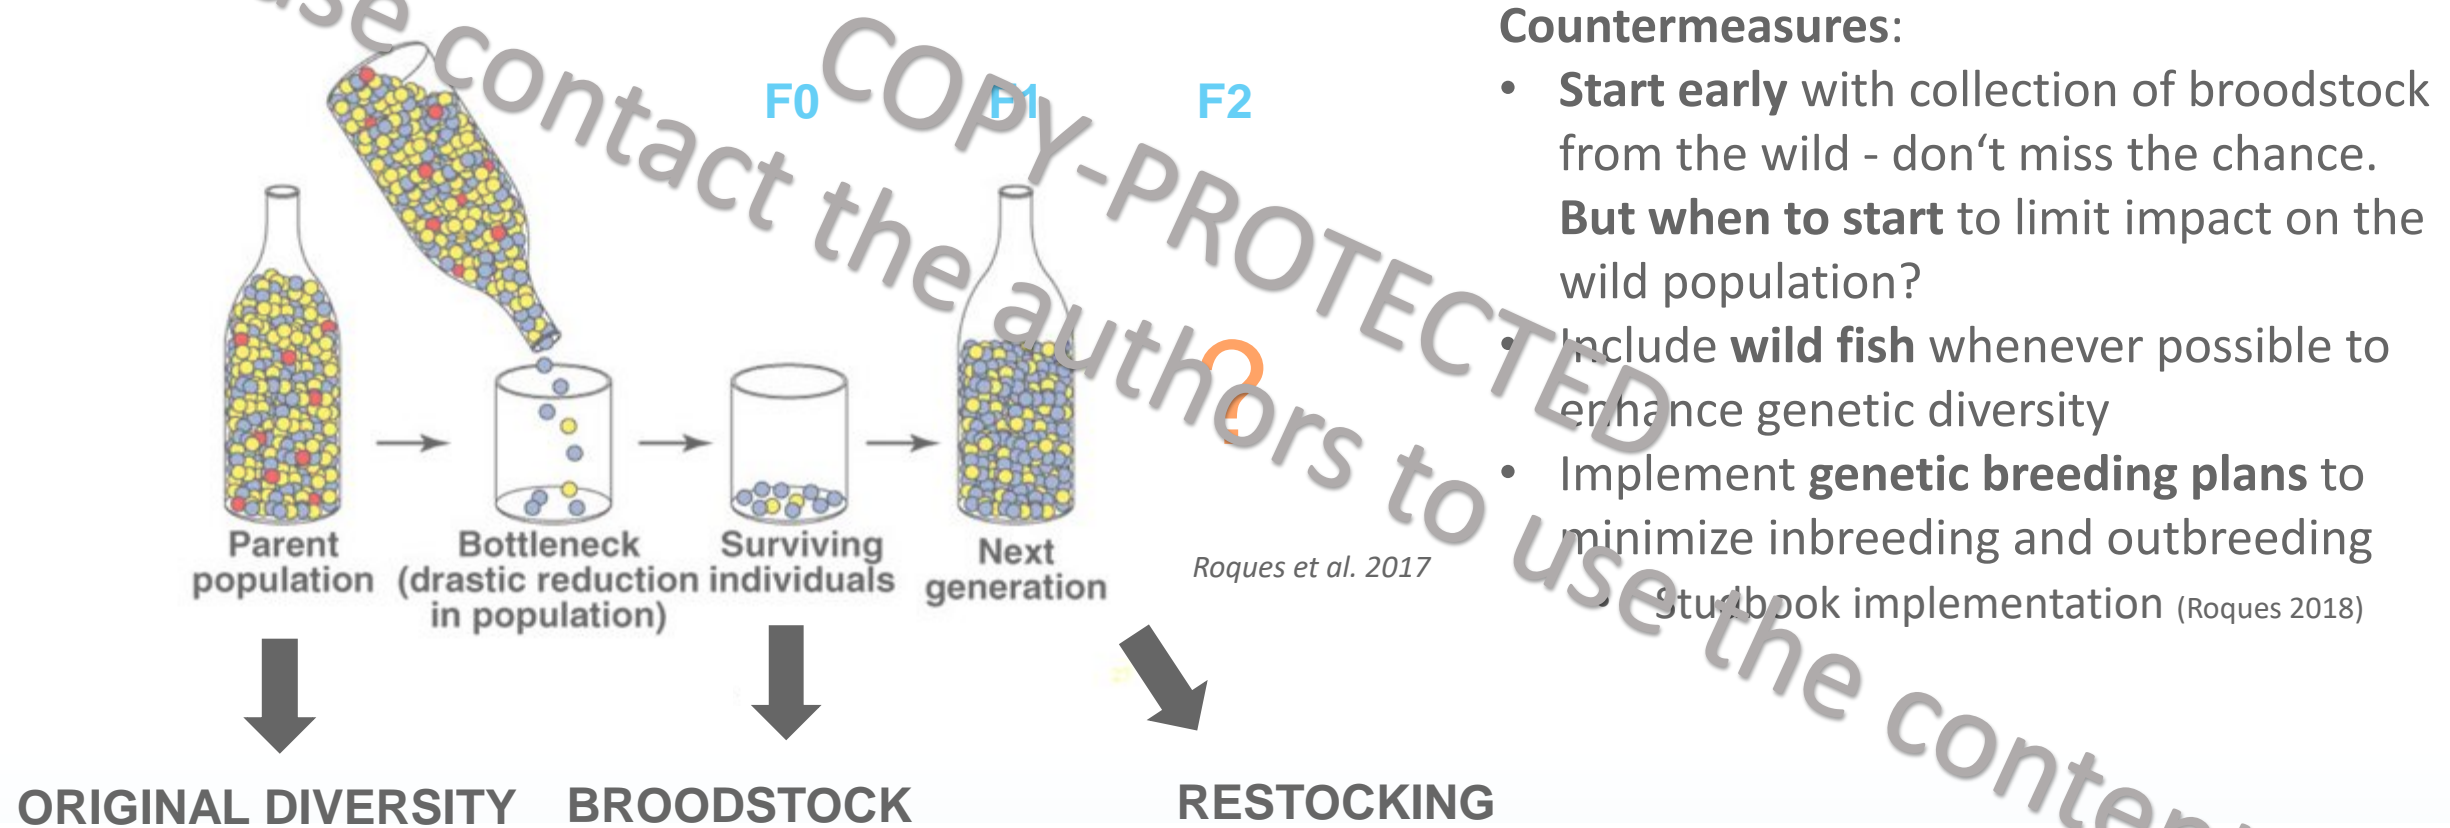 F0
F1
F2
Parent
population
Bottleneck
(drastic reduction
in population)
Surviving
individuals
Next
generation
?
Roques et al. 2017
ORIGINAL DIVERSITY
BROODSTOCK
RESTOCKING
Countermeasures:
• Start early with collection of broodstock
from the wild - don‘t miss the chance.
But when to start to limit impact on the
wild population?
• Include wild fish whenever possible to
enhance genetic diversity
• Implement genetic breeding plans to
minimize inbreeding and outbreeding
• Studbook implementation (Roques 2018)
COPY-PROTECTED
contact the authors to use the